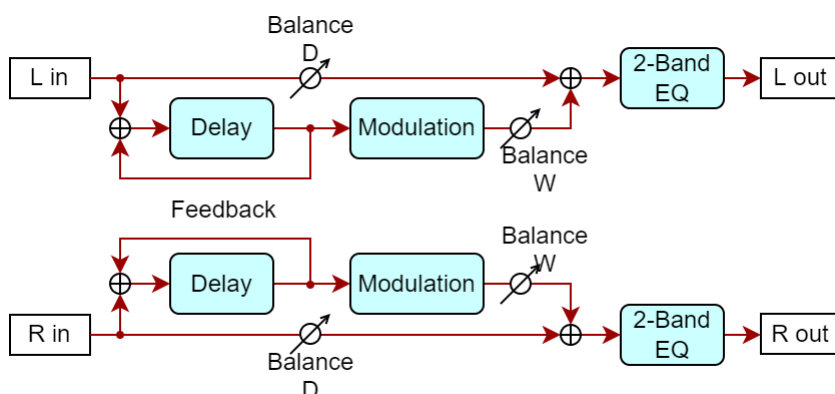 Balance
D
L in
2-Band
EQ
L out
Delay
Modulation
Balance
W
Feedback
Balance
W
Delay
Modulation
R in
2-Band
EQ
R out
Balance
D